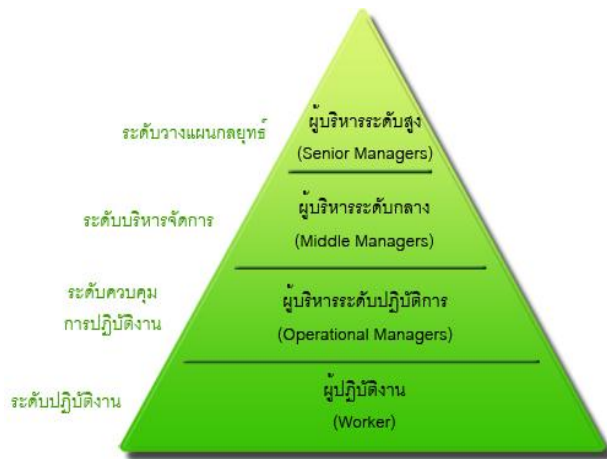 ระดับวางแผนกลยุทธ์
ผู้บริหารระดับสูง
(Senior Managers)
ระดับบริหารจัดการ
ผู้บริหารระดับกลาง
(Middle Managers)
ระดับควบคุม
การปฏิบัติงาน
ผู้บริหารระดับปฏิบัติการ
(Operational Managers)
ระดับปฏิบัติงาน
ผู้ปฏิบัติงาน
(Worker)